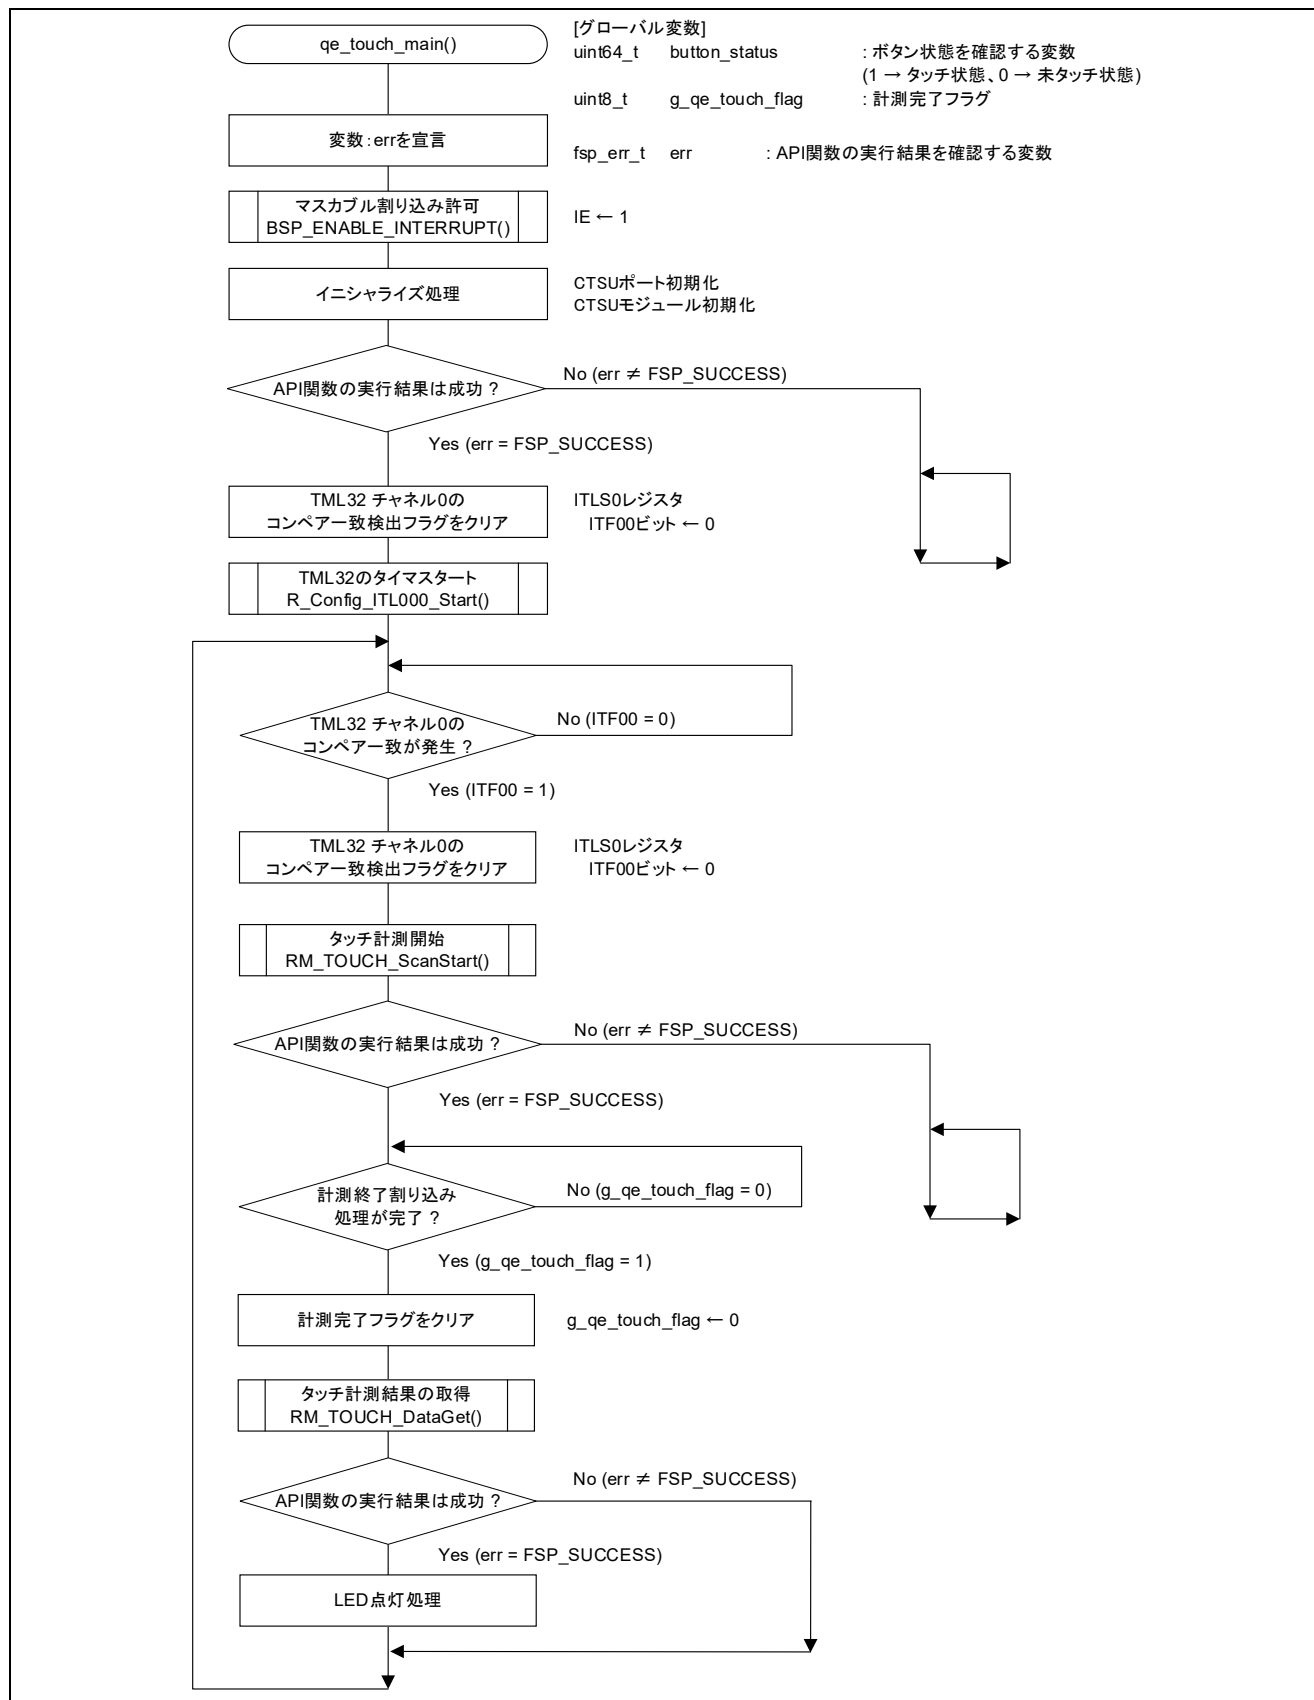 qe_touch_main()
[グローバル変数]
uint64_t button_status : ボタン状態を確認する変数
(1 → タッチ状態、0 → 未タッチ状態)
uint8_t g_qe_touch_flag : 計測完了フラグ
変数：errを宣言
fsp_err_t err : API関数の実行結果を確認する変数
マスカブル割り込み許可
BSP_ENABLE_INTERRUPT()
IE ← 1
イニシャライズ処理
CTSUポート初期化
CTSUモジュール初期化
API関数の実行結果は成功 ?
No (err ≠ FSP_SUCCESS)
Yes (err = FSP_SUCCESS)
TML32 チャネル0の
コンペアー致検出フラグをクリア
ITLS0レジスタ
ITF00ビット ← 0
TML32のタイマスタート
R_Config_ITL000_Start()
TML32 チャネル0の
コンペアー致が発生 ?
No (ITF00 = 0)
Yes (ITF00 = 1)
TML32 チャネル0の
コンペアー致検出フラグをクリア
ITLS0レジスタ
ITF00ビット ← 0
タッチ計測開始
RM_TOUCH_ScanStart()
API関数の実行結果は成功 ?
No (err ≠ FSP_SUCCESS)
Yes (err = FSP_SUCCESS)
計測終了割り込み
処理が完了 ?
No (g_qe_touch_flag = 0)
Yes (g_qe_touch_flag = 1)
計測完了フラグをクリア
g_qe_touch_flag ← 0
タッチ計測結果の取得
RM_TOUCH_DataGet()
API関数の実行結果は成功 ?
No (err ≠ FSP_SUCCESS)
Yes (err = FSP_SUCCESS)
LED点灯処理